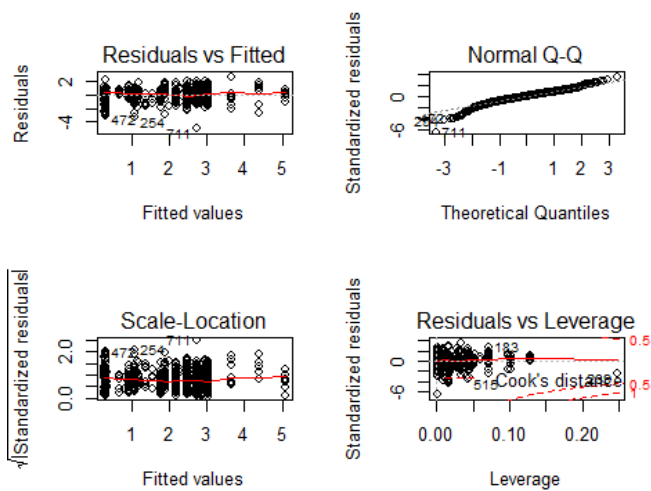 Residuals vs Fitted
Residuals
2
-4
472
254
711
1 2 3 4 5
Fitted values
Normal Q-Q
Standardized residuals
0
-6
711
-3 -1 0 1 2 3
Theoretical Quantiles
Scale-Location
√|Standardized residuals|
2.0
0.0
472
254
711
1 2 3 4 5
Fitted values
Residuals vs Leverage
Standardized residuals
0
-6
183
515
Cook's distance
0.5
0.5
1
0.00 0.10 0.20
Leverage